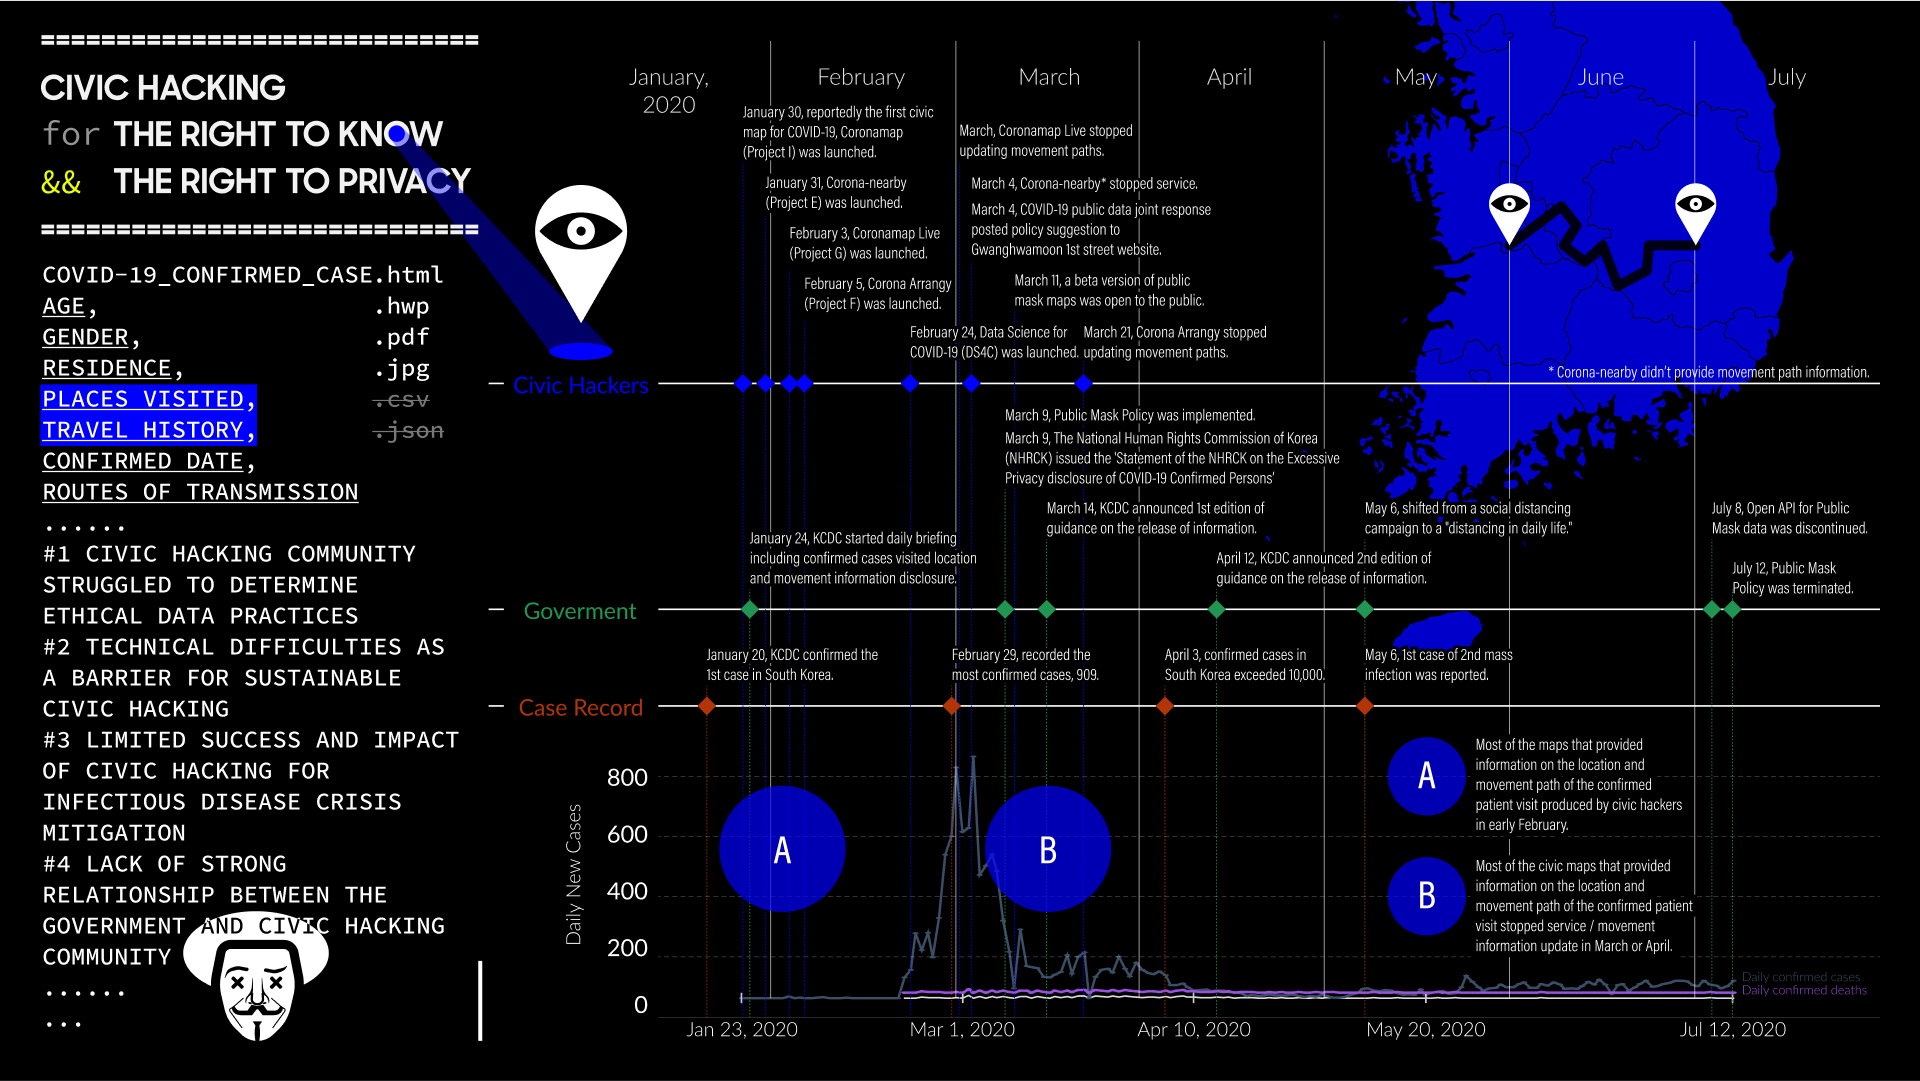 =============================
CIVIC HACKING
for THE RIGHT TO KNOW
&& THE RIGHT TO PRIVACY
=============================
COVID-19_CONFIRMED_CASE.html
AGE, .hwp
GENDER, .pdf
RESIDENCE, .jpg
PLACES VISITED, .csv
TRAVEL HISTORY, .json
CONFIRMED DATE,
ROUTES OF TRANSMISSION
......
#1 CIVIC HACKING COMMUNITY
STRUGGLED TO DETERMINE
ETHICAL DATA PRACTICES
#2 TECHNICAL DIFFICULTIES AS
A BARRIER FOR SUSTAINABLE
CIVIC HACKING
#3 LIMITED SUCCESS AND IMPACT
OF CIVIC HACKING FOR
INFECTIOUS DISEASE CRISIS
MITIGATION
#4 LACK OF STRONG
RELATIONSHIP BETWEEN THE
GOVERNMENT AND CIVIC HACKING
COMMUNITY
......
...
January,
2020
February
March
April
May
June
July
January 30, reportedly the first civic
map for COVID-19, Coronamap
(Project I) was launched.
January 31, Corona-nearby
(Project E) was launched.
February 3, Coronamap Live
(Project G) was launched.
February 5, Corona Arrangy
(Project F) was launched.
February 24, Data Science for
COVID-19 (DS4C) was launched.
March, Coronamap Live stopped
updating movement paths.
March 4, Corona-nearby* stopped service.
March 4, COVID-19 public data joint response
posted policy suggestion to
Gwanghwamoon 1st street website.
March 11, a beta version of public
mask maps was open to the public.
March 21, Corona Arrangy stopped
updating movement paths.
* Corona-nearby didn't provide movement path information.
Civic Hackers
March 9, Public Mask Policy was implemented.
March 9, The National Human Rights Commission of Korea
(NHRCK) issued the 'Statement of the NHRCK on the Excessive
Privacy disclosure of COVID-19 Confirmed Persons'
March 14, KCDC announced 1st edition of
guidance on the release of information.
January 24, KCDC started daily briefing
including confirmed cases visited location
and movement information disclosure.
April 12, KCDC announced 2nd edition of
guidance on the release of information.
May 6, shifted from a social distancing
campaign to a "distancing in daily life."
July 8, Open API for Public
Mask data was discontinued.
July 12, Public Mask
Policy was terminated.
Goverment
January 20, KCDC confirmed the
1st case in South Korea.
February 29, recorded the
most confirmed cases, 909.
April 3, confirmed cases in
South Korea exceeded 10,000.
May 6, 1st case of 2nd mass
infection was reported.
Case Record
A
Most of the maps that provided
information on the location and
movement path of the confirmed
patient visit produced by civic hackers
in early February.
B
Most of the civic maps that provided
information on the location and
movement path of the confirmed patient
visit stopped service / movement
information update in March or April.
Daily New Cases
800
600
400
200
0
A
B
Daily confirmed cases
Daily confirmed deaths
Jan 23, 2020
Mar 1, 2020
Apr 10, 2020
May 20, 2020
Jul 12, 2020